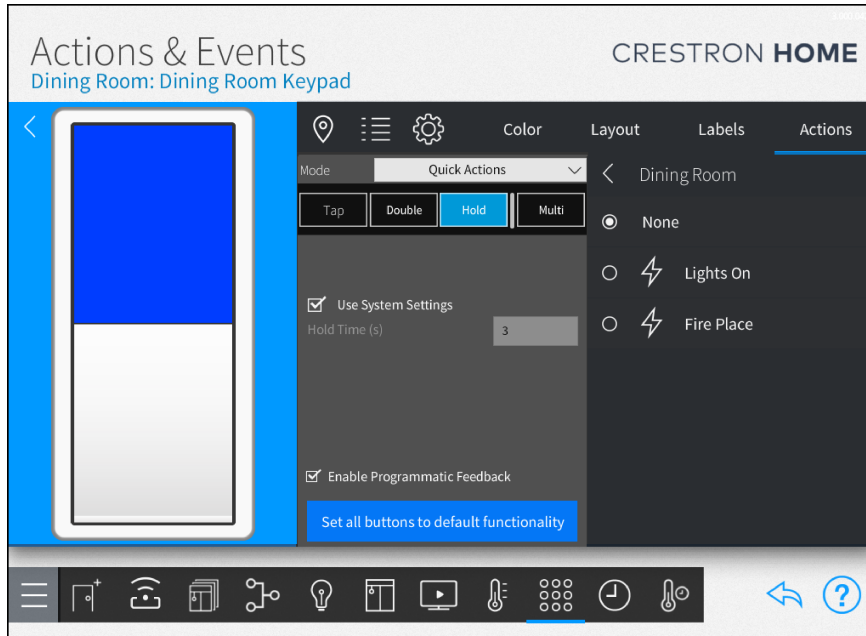 Actions & Events
Dining Room: Dining Room Keypad
CRESTRON HOME
Color Layout Labels Actions
Mode Quick Actions
Tap Double Hold Multi
Use System Settings
Hold Time (s) 3
Enable Programmatic Feedback
Set all buttons to default functionality
Dining Room
None
Lights On
Fire Place
?